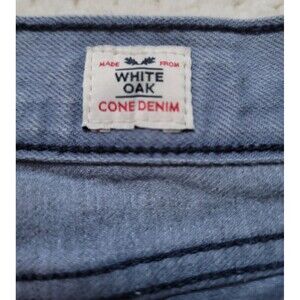 MADE FROM
WHITE
OAK
CONE DENIM